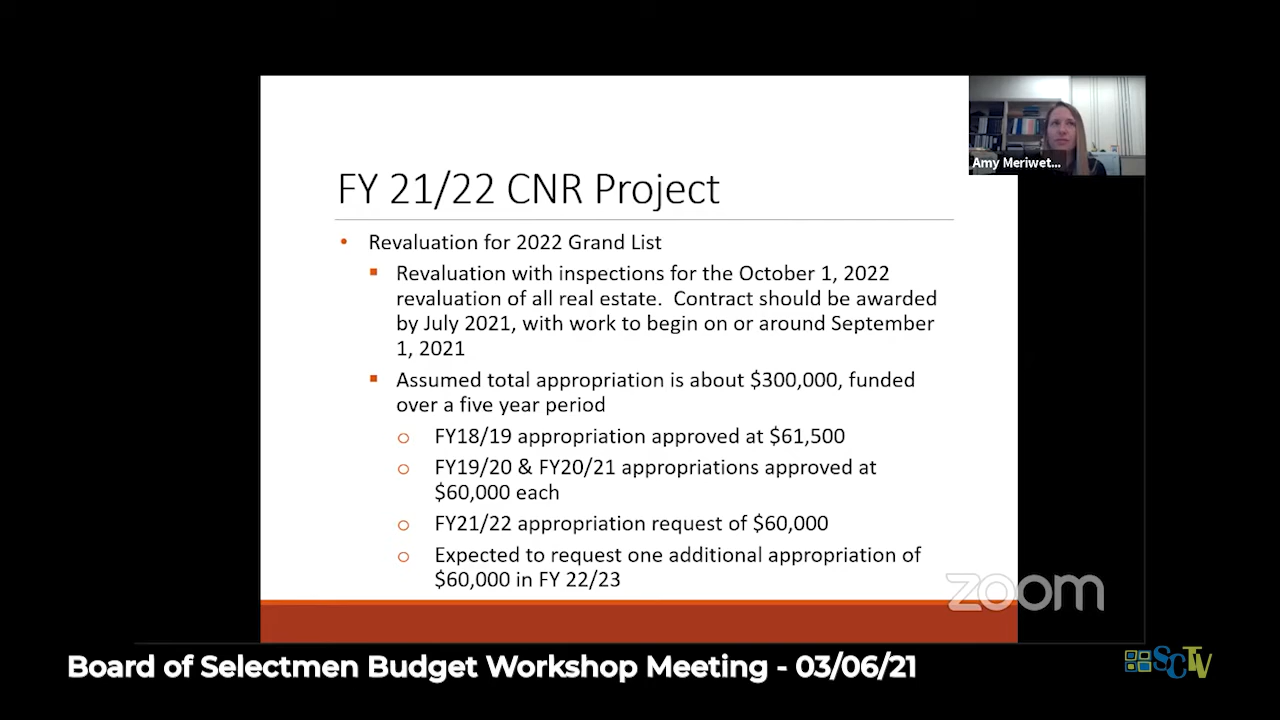 Amy Meriwet...
FY 21/22 CNR Project
• Revaluation for 2022 Grand List
▪ Revaluation with inspections for the October 1, 2022
revaluation of all real estate. Contract should be awarded
by July 2021, with work to begin on or around September
1, 2021
▪ Assumed total appropriation is about $300,000, funded
over a five year period
o FY18/19 appropriation approved at $61,500
o FY19/20 & FY20/21 appropriations approved at
$60,000 each
o FY21/22 appropriation request of $60,000
o Expected to request one additional appropriation of
$60,000 in FY 22/23
zoom
Board of Selectmen Budget Workshop Meeting - 03/06/21
SCTV